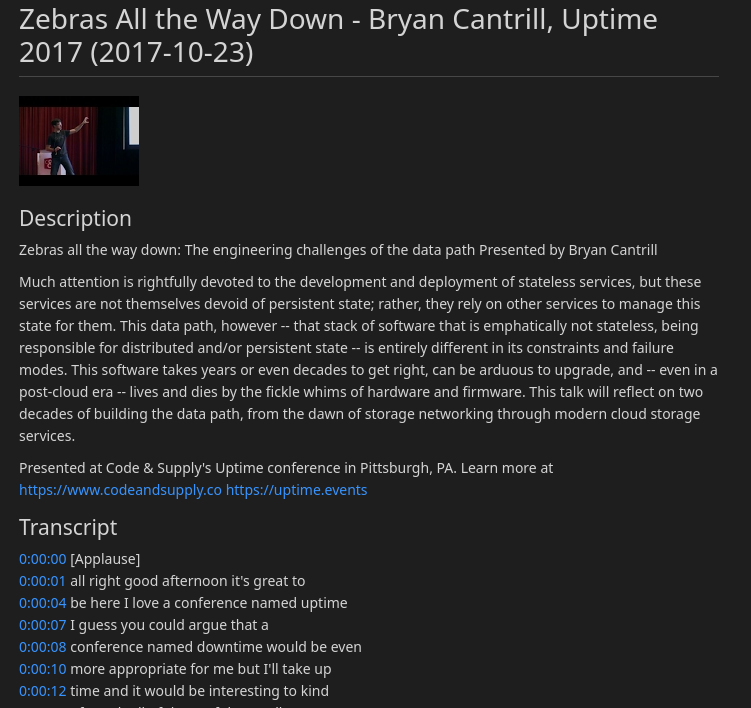 Zebras All the Way Down - Bryan Cantrill, Uptime
2017 (2017-10-23)
Description
Zebras all the way down: The engineering challenges of the data path Presented by Bryan Cantrill
Much attention is rightfully devoted to the development and deployment of stateless services, but these
services are not themselves devoid of persistent state; rather, they rely on other services to manage this
state for them. This data path, however -- that stack of software that is emphatically not stateless, being
responsible for distributed and/or persistent state -- is entirely different in its constraints and failure
modes. This software takes years or even decades to get right, can be arduous to upgrade, and -- even in a
post-cloud era -- lives and dies by the fickle whims of hardware and firmware. This talk will reflect on two
decades of building the data path, from the dawn of storage networking through modern cloud storage
services.
Presented at Code & Supply's Uptime conference in Pittsburgh, PA. Learn more at
https://www.codeandsupply.co https://uptime.events
Transcript
0:00:00 [Applause]
0:00:01 all right good afternoon it's great to
0:00:04 be here I love a conference named uptime
0:00:07 I guess you could argue that a
0:00:08 conference named downtime would be even
0:00:10 more appropriate for me but I'll take up
0:00:12 time and it would be interesting to kind